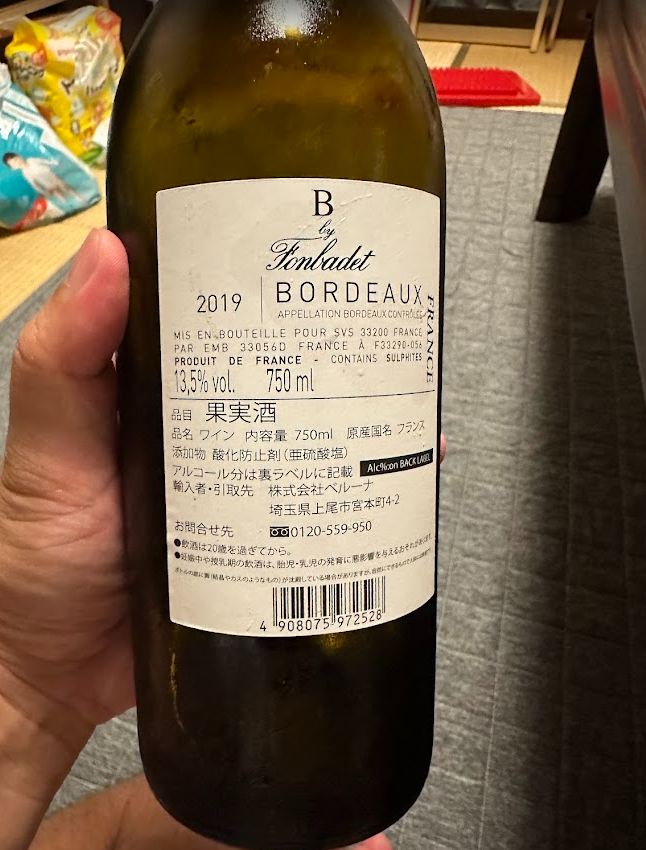 B
by
Fonbadet
2019
BORDEAUX
APPELLATION BORDEAUX CONTRÔLÉE
FRANCE
MIS EN BOUTEILLE POUR SVS 33200 FRANCE
PAR EMB 33056D FRANCE À F33290-056
PRODUIT DE FRANCE - CONTAINS SULPHITES
13,5% vol. 750 ml
品目 果実酒
品名 ワイン 内容量 750ml 原産国名 フランス
添加物 酸化防止剤(亜硫酸塩)
アルコール分は裏ラベルに記載 Alc%:on BACK LABEL
輸入者・引取先 株式会社ベルーナ
埼玉県上尾市宮本町4-2
お問合せ先 0120-559-950
●飲酒は20歳を過ぎてから。
●妊娠中や授乳期の飲酒は、胎児・乳児の発育に悪影響を与えるおそれがあります。
4 908075 972528